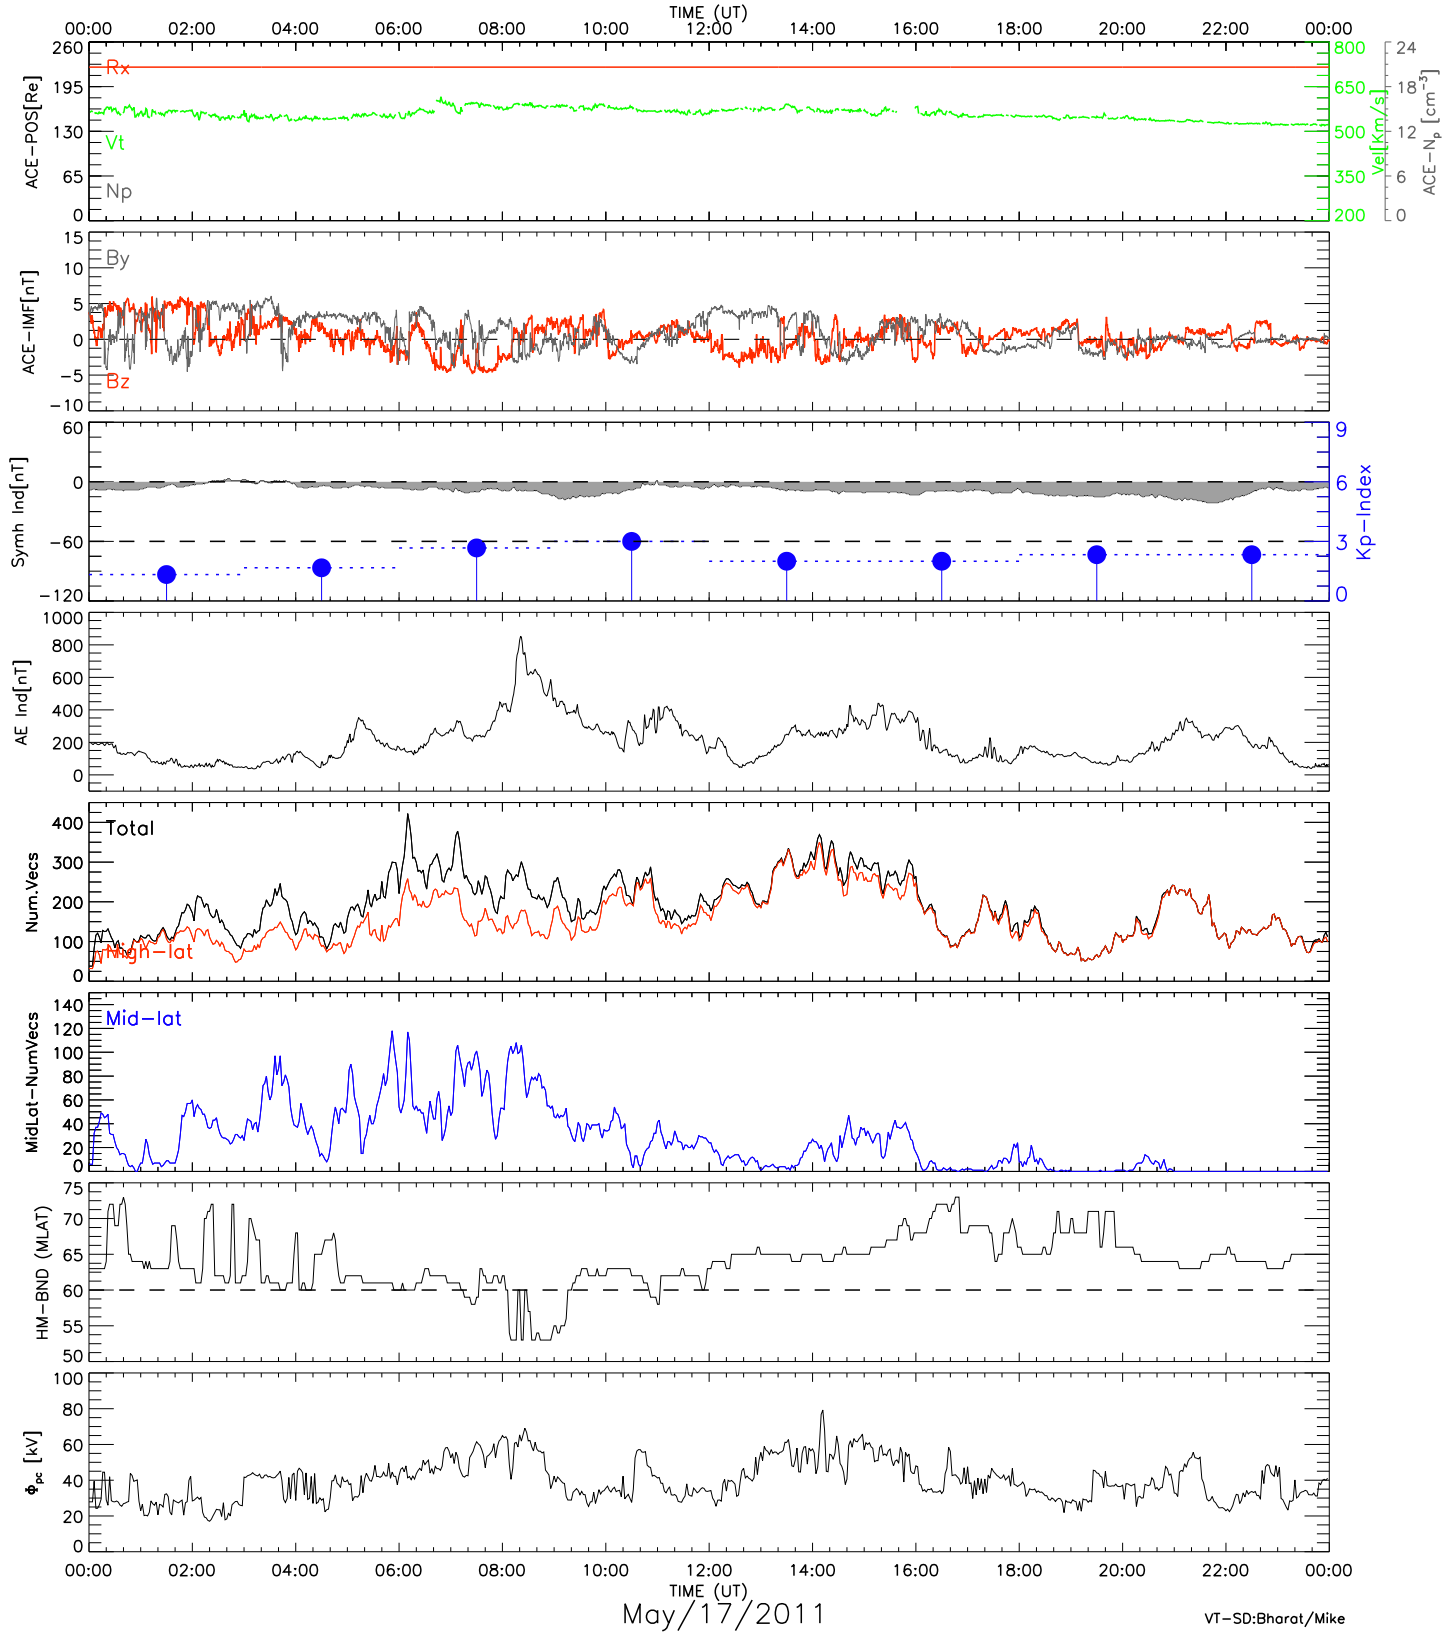 TIME (UT)
00:00 02:00 04:00 06:00 08:00 10:00 12:00 14:00 16:00 18:00 20:00 22:00 00:00
ACE-POS[Re]
260
195
130
65
0
Rx
Vt
Np
800
650
500
350
200
Vel[Km/s]
24
18
12
6
0
ACE-Np [cm-3]
ACE-IMF[nT]
15
10
5
0
-5
-10
By
Bz
Symh Ind[nT]
60
0
-60
-120
9
6
3
0
Kp-Index
AE Ind[nT]
1000
800
600
400
200
0
Num.Vecs
400
300
200
100
0
Total
High-lat
MidLat-NumVecs
140
120
100
80
60
40
20
0
Mid-lat
HM-BND (MLAT)
75
70
65
60
55
50
Φpc [kV]
100
80
60
40
20
0
00:00 02:00 04:00 06:00 08:00 10:00 12:00 14:00 16:00 18:00 20:00 22:00 00:00
TIME (UT)
May/17/2011
VT-SD:Bharat/Mike